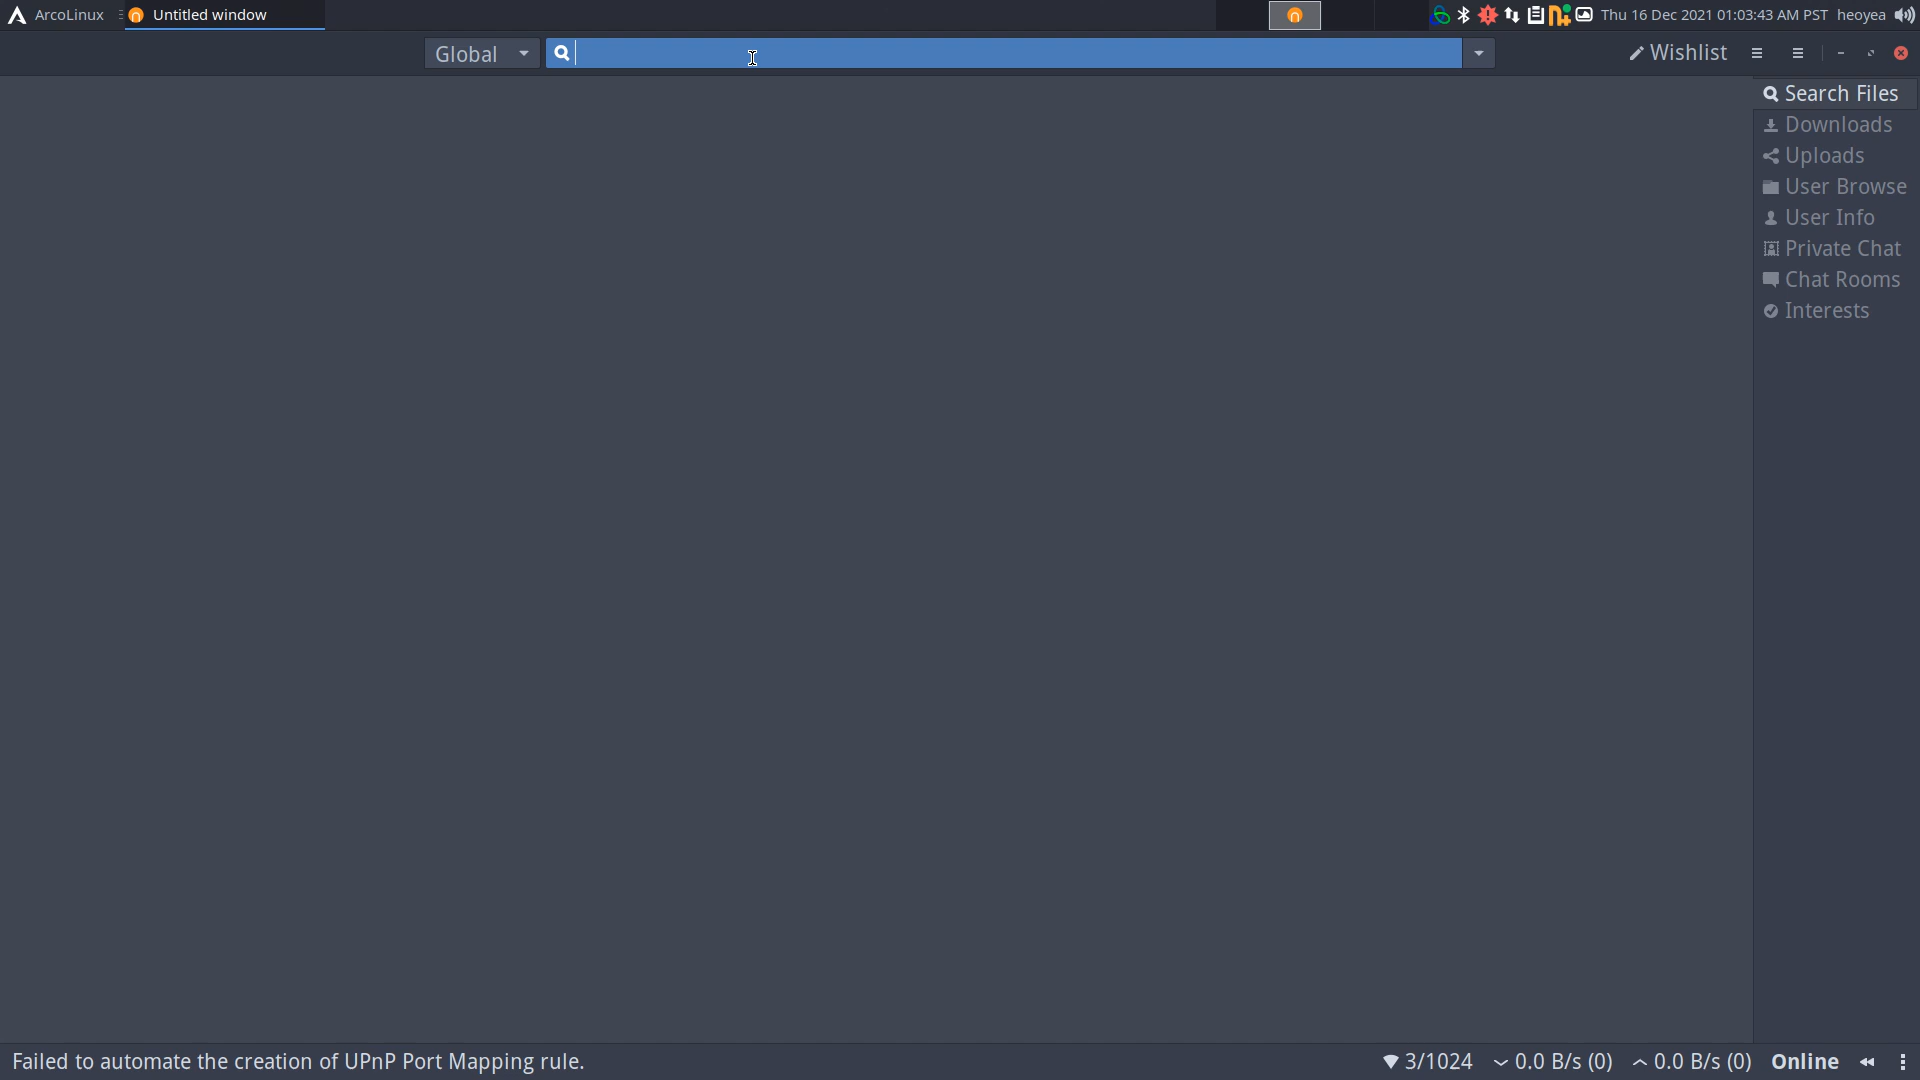 ArcoLinux
Untitled window
Thu 16 Dec 2021 01:03:43 AM PST heoyea
Global
Wishlist
Search Files
Downloads
Uploads
User Browse
User Info
Private Chat
Chat Rooms
Interests
Failed to automate the creation of UPnP Port Mapping rule.
3/1024 0.0 B/s (0) 0.0 B/s (0) Online